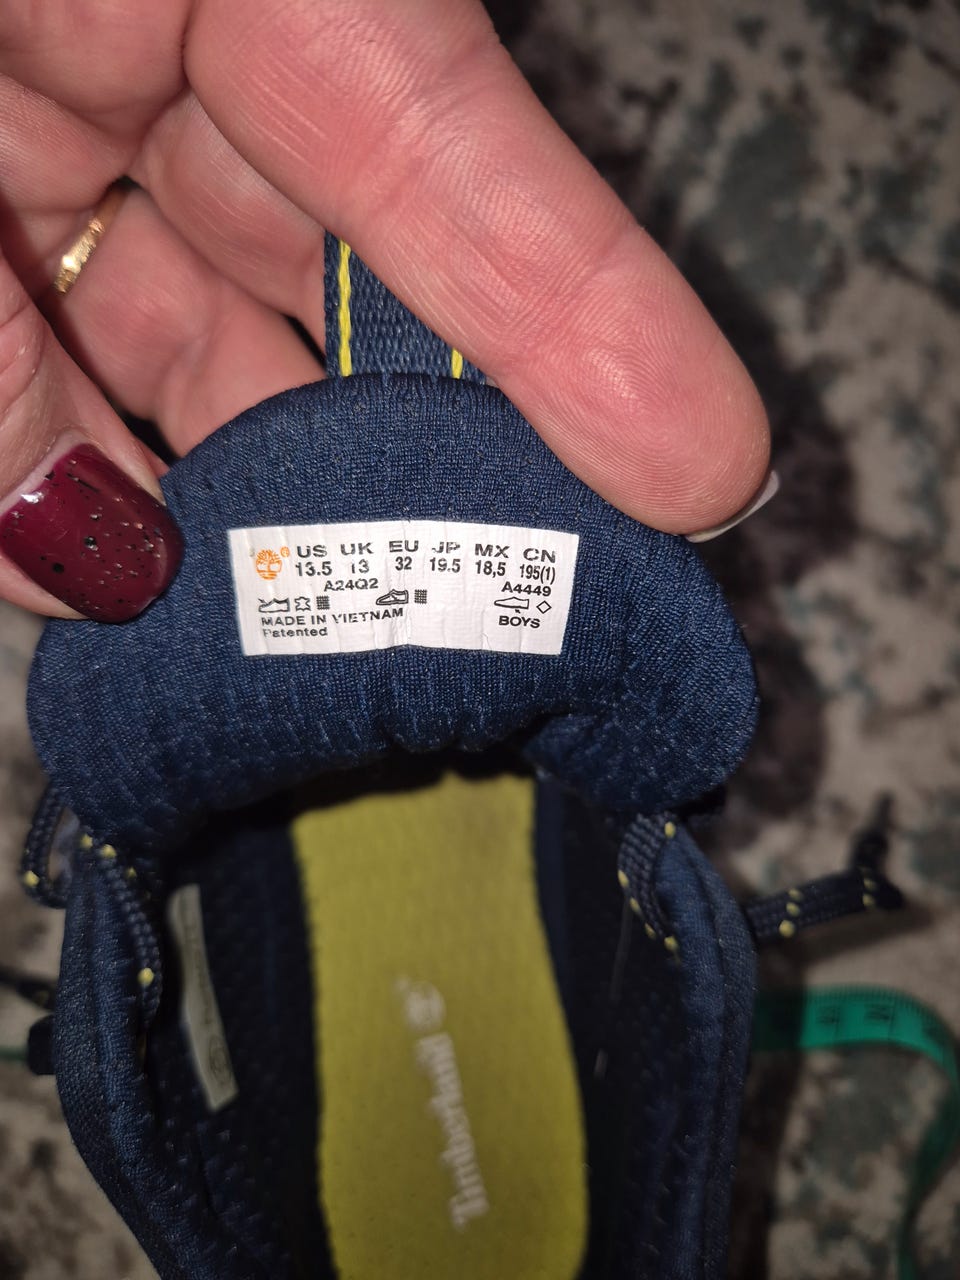 ® US UK EU JP MX CN
13.5 13 32 19.5 18,5 195(1)
A24Q2 A4449
MADE IN VIETNAM
Patented
BOYS
Timberland